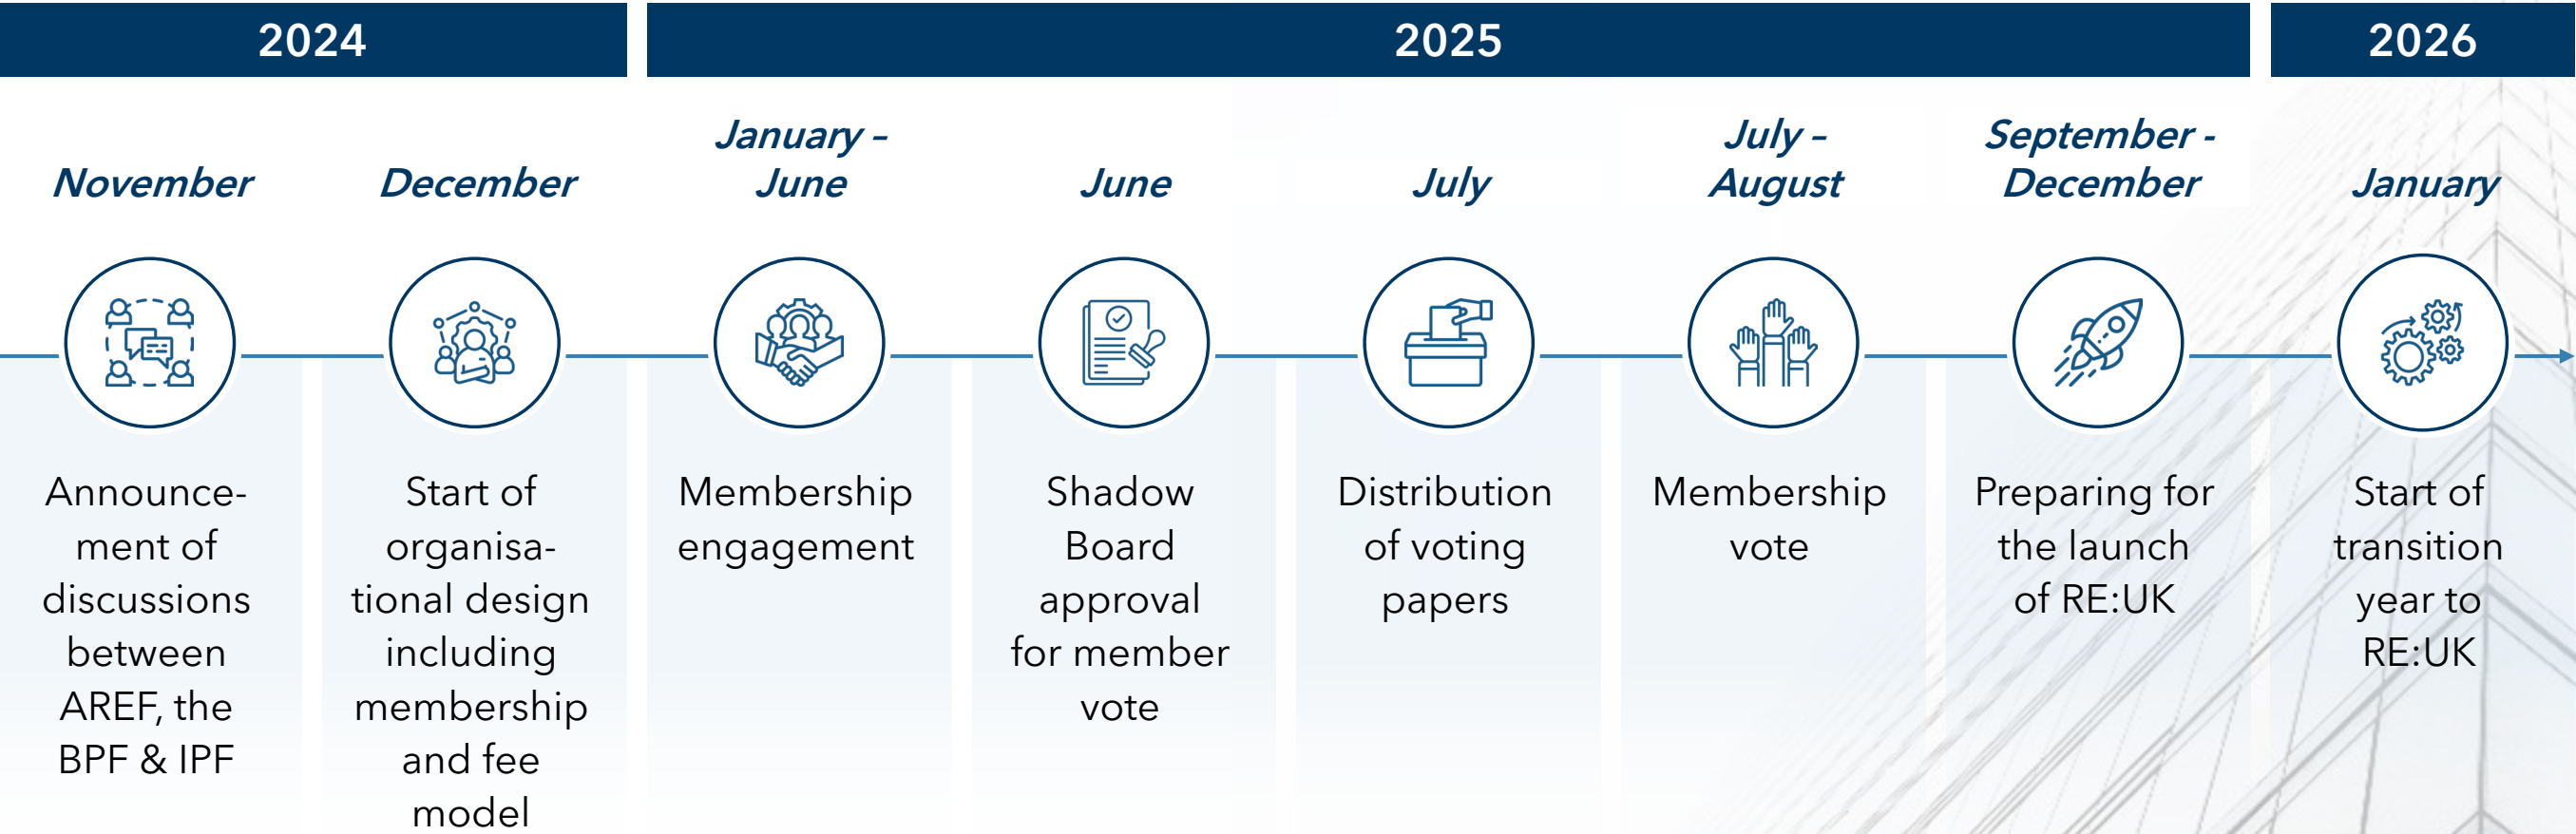 2024
2025
2026
November
December
January –
June
June
July
July –
August
September -
December
January
Announce-
ment of
discussions
between
AREF, the
BPF & IPF
Start of
organisa-
tional design
including
membership
and fee
model
Membership
engagement
Shadow
Board
approval
for member
vote
Distribution
of voting
papers
Membership
vote
Preparing for
the launch
of RE:UK
Start of
transition
year to
RE:UK